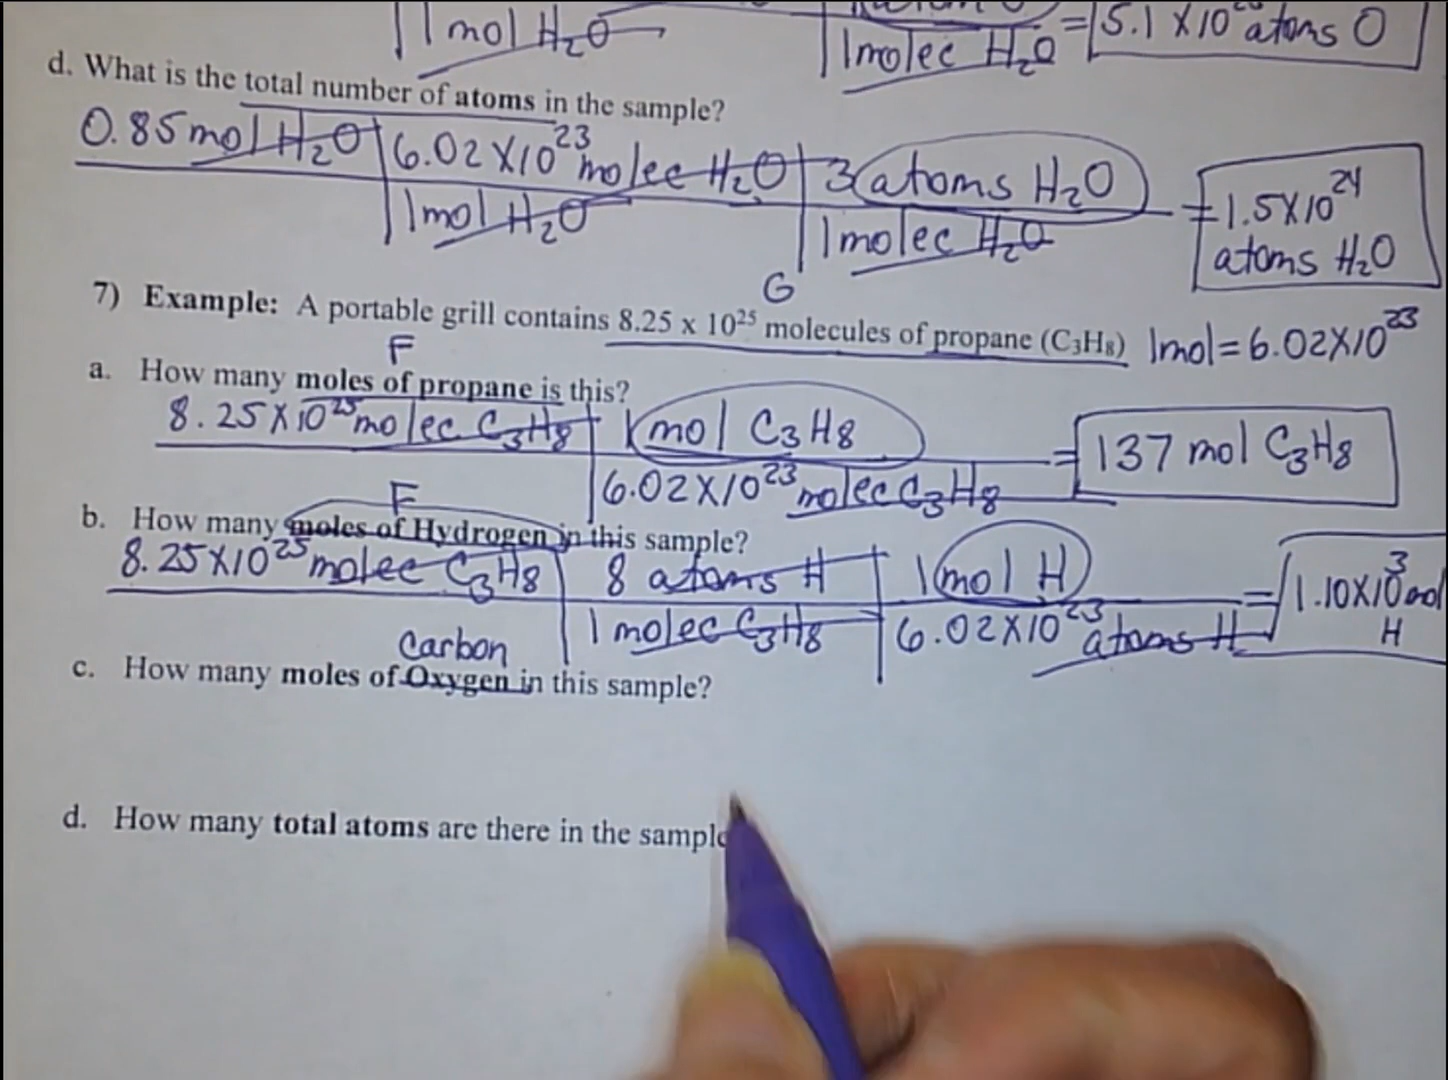 1 mol H₂O 1 molec H₂O = 5.1 X 10 atoms O
d. What is the total number of atoms in the sample?
0.85 mol H₂O 6.02 X 10²³ molec H₂O 3 atoms H₂O = 1.5 X 10²⁴
1 mol H₂O 1 molec H₂O atoms H₂O
G
7) Example: A portable grill contains 8.25 x 10²⁵ molecules of propane (C₃H₈) 1 mol = 6.02 X 10²³
F
a. How many moles of propane is this?
8.25 X 10²⁵ molec C₃H₈ 1 mol C₃H₈ = 137 mol C₃H₈
6.02 X 10²³ molec C₃H₈
F
b. How many moles of Hydrogen in this sample?
8.25 X 10²⁵ molec C₃H₈ 8 atoms H 1 mol H = 1.10 X 10³ mol
1 molec C₃H₈ 6.02 X 10²³ atoms H H
Carbon
c. How many moles of Oxygen in this sample?
d. How many total atoms are there in the sample